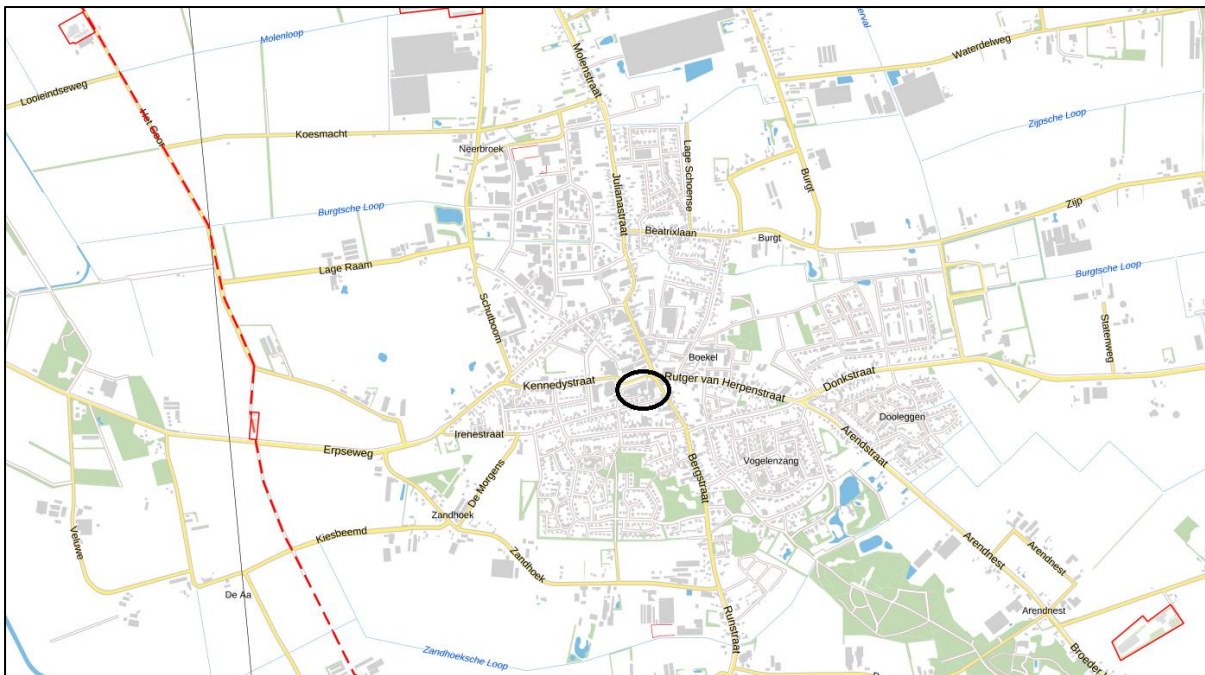 Molenloop
Waterdelweg
Molenstraat
Looieindseweg
Het Goor
Koesmacht
Zijpsche Loop
Neerbroek
Lage Schoense
Burgt
Julianastraat
Zijp
Burgtsche Loop
Beatrixlaan
Burgt
Lage Raam
Burgtsche Loop
Schutboom
Statenweg
Boekel
Kennedystraat
Rutger van Herpenstraat
Donkstraat
Dooleggen
Irenestraat
Arendstraat
Erpseweg
Vogelenzang
Bergstraat
De Morgens
Zandhoek
Veluwe
Kiesbeemd
Arendnest
Arendnest
Zandhoek
De Aa
Arendnest
Runstraat
Broeder
Zandhoeksche Loop